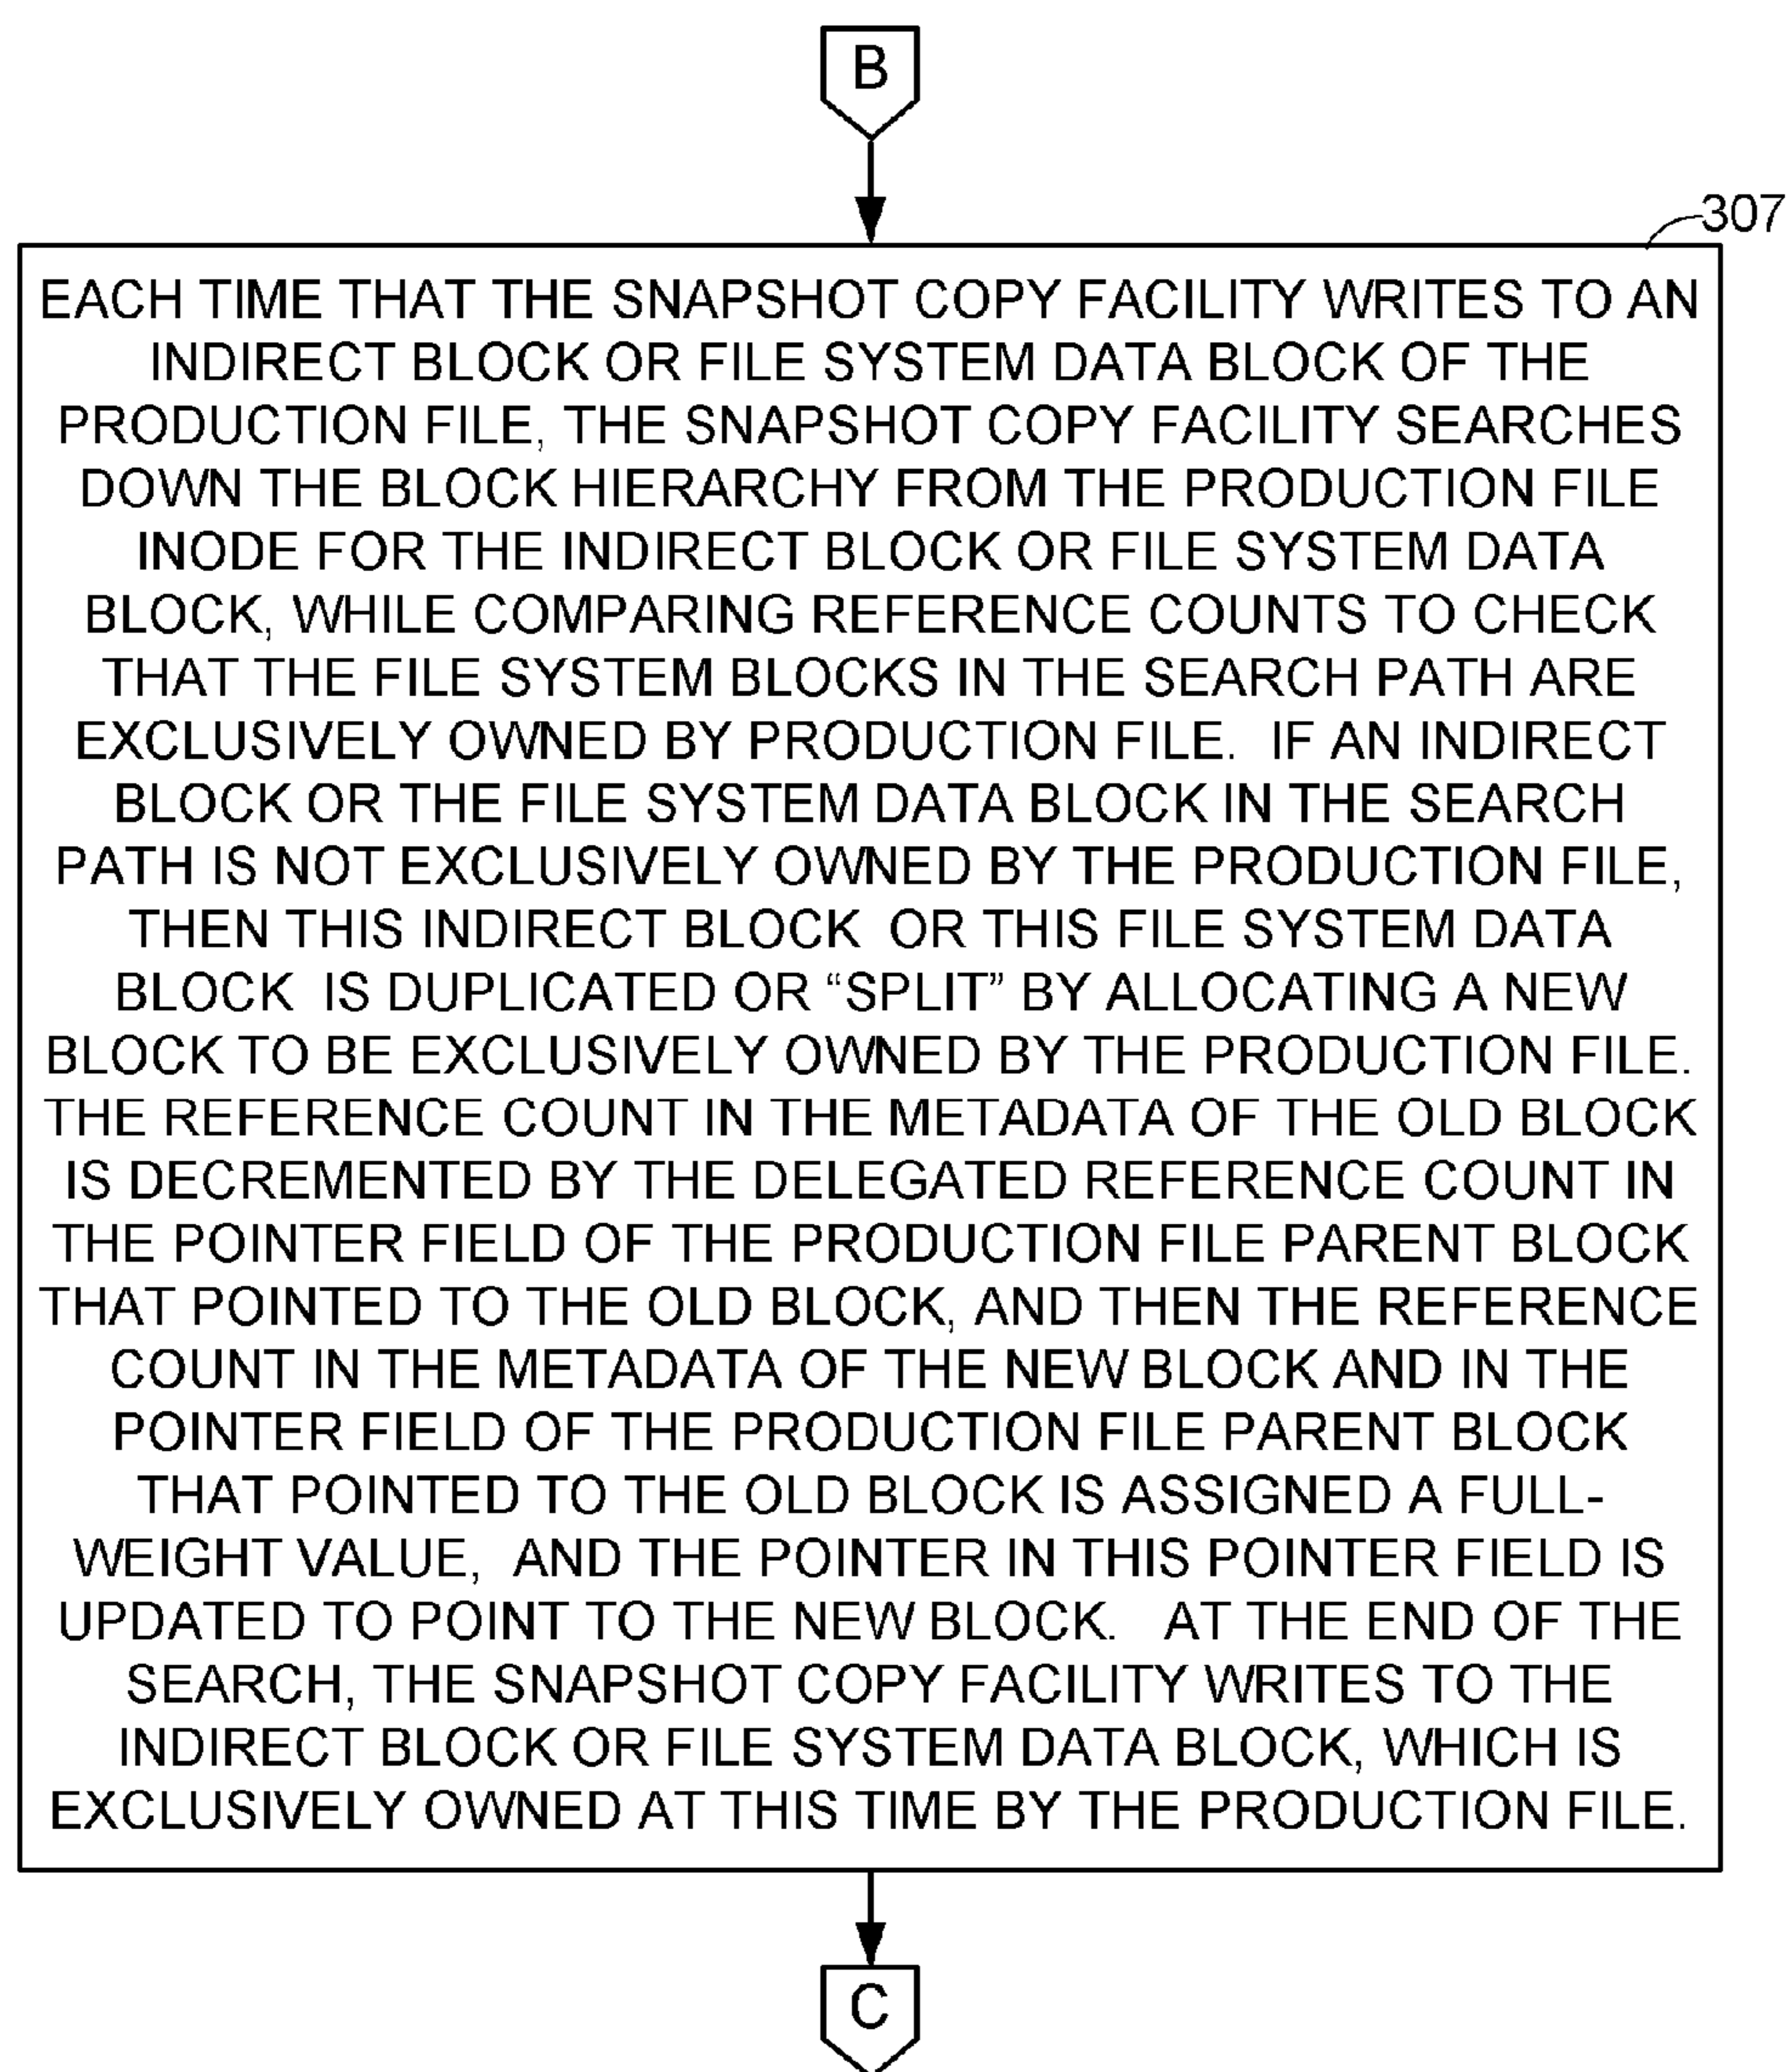 B
307
EACH TIME THAT THE SNAPSHOT COPY FACILITY WRITES TO AN
INDIRECT BLOCK OR FILE SYSTEM DATA BLOCK OF THE
PRODUCTION FILE, THE SNAPSHOT COPY FACILITY SEARCHES
DOWN THE BLOCK HIERARCHY FROM THE PRODUCTION FILE
INODE FOR THE INDIRECT BLOCK OR FILE SYSTEM DATA
BLOCK, WHILE COMPARING REFERENCE COUNTS TO CHECK
THAT THE FILE SYSTEM BLOCKS IN THE SEARCH PATH ARE
EXCLUSIVELY OWNED BY PRODUCTION FILE. IF AN INDIRECT
BLOCK OR THE FILE SYSTEM DATA BLOCK IN THE SEARCH
PATH IS NOT EXCLUSIVELY OWNED BY THE PRODUCTION FILE,
THEN THIS INDIRECT BLOCK OR THIS FILE SYSTEM DATA
BLOCK IS DUPLICATED OR “SPLIT” BY ALLOCATING A NEW
BLOCK TO BE EXCLUSIVELY OWNED BY THE PRODUCTION FILE.
THE REFERENCE COUNT IN THE METADATA OF THE OLD BLOCK
IS DECREMENTED BY THE DELEGATED REFERENCE COUNT IN
THE POINTER FIELD OF THE PRODUCTION FILE PARENT BLOCK
THAT POINTED TO THE OLD BLOCK, AND THEN THE REFERENCE
COUNT IN THE METADATA OF THE NEW BLOCK AND IN THE
POINTER FIELD OF THE PRODUCTION FILE PARENT BLOCK
THAT POINTED TO THE OLD BLOCK IS ASSIGNED A FULL-
WEIGHT VALUE, AND THE POINTER IN THIS POINTER FIELD IS
UPDATED TO POINT TO THE NEW BLOCK. AT THE END OF THE
SEARCH, THE SNAPSHOT COPY FACILITY WRITES TO THE
INDIRECT BLOCK OR FILE SYSTEM DATA BLOCK, WHICH IS
EXCLUSIVELY OWNED AT THIS TIME BY THE PRODUCTION FILE.
C